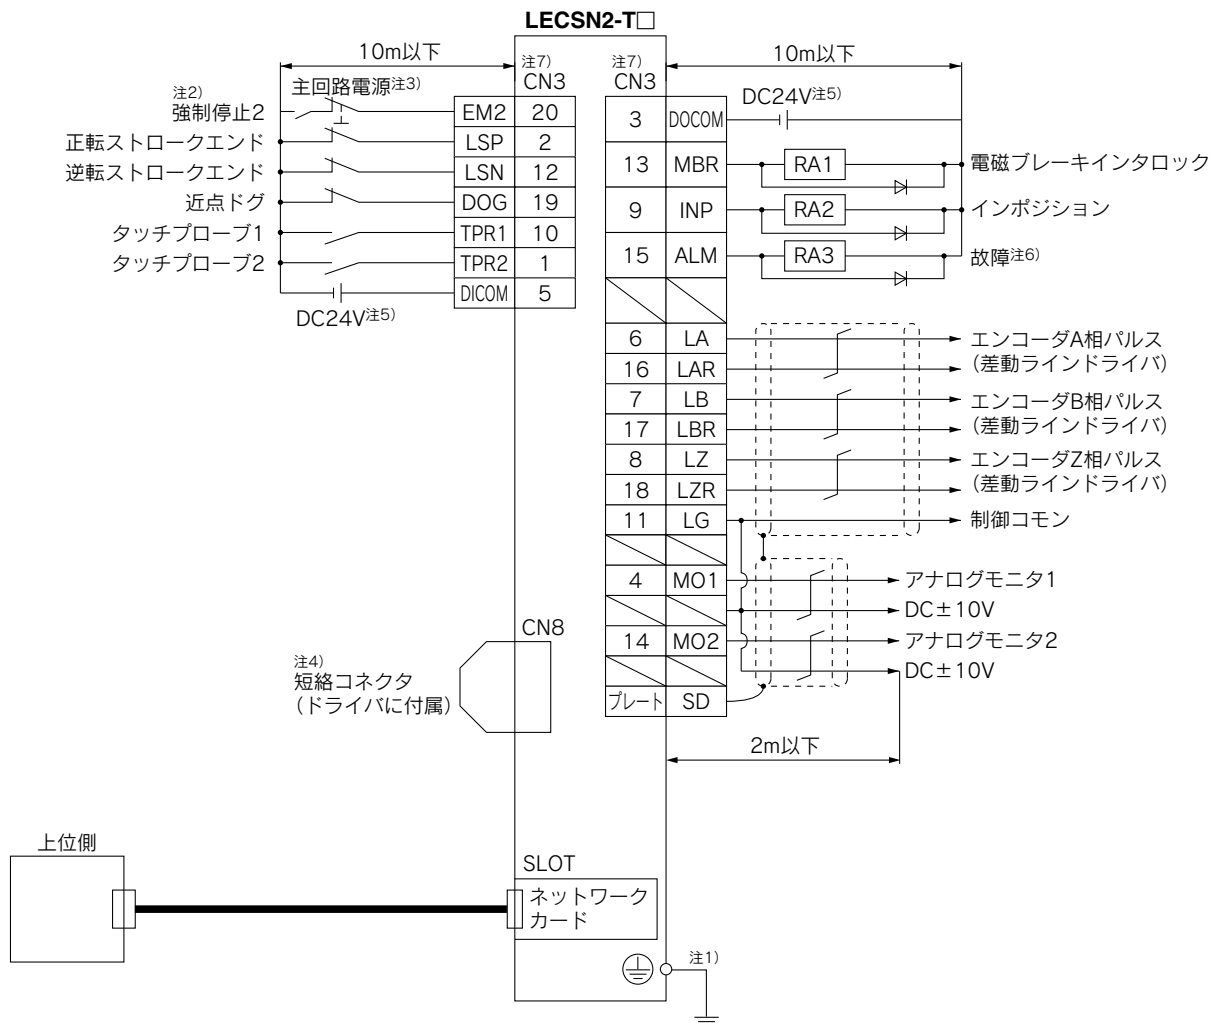 LECSN2-T□
10m以下
注7)
CN3
注7)
CN3
10m以下
注2)
強制停止2
主回路電源注3)
EM2 20
正転ストロークエンド
LSP 2
逆転ストロークエンド
LSN 12
近点ドグ
DOG 19
タッチプローブ1
TPR1 10
タッチプローブ2
TPR2 1
DICOM 5
DC24V注5)
3 DOCOM
DC24V注5)
13 MBR
RA1
電磁ブレーキインタロック
9 INP
RA2
インポジション
15 ALM
RA3
故障注6)
6 LA
エンコーダA相パルス
16 LAR
(差動ラインドライバ)
7 LB
エンコーダB相パルス
17 LBR
(差動ラインドライバ)
8 LZ
エンコーダZ相パルス
18 LZR
(差動ラインドライバ)
11 LG
制御コモン
4 MO1
アナログモニタ1
DC±10V
14 MO2
アナログモニタ2
DC±10V
プレート SD
2m以下
CN8
注4)
短絡コネクタ
(ドライバに付属)
上位側
SLOT
ネットワーク
カード
注1)